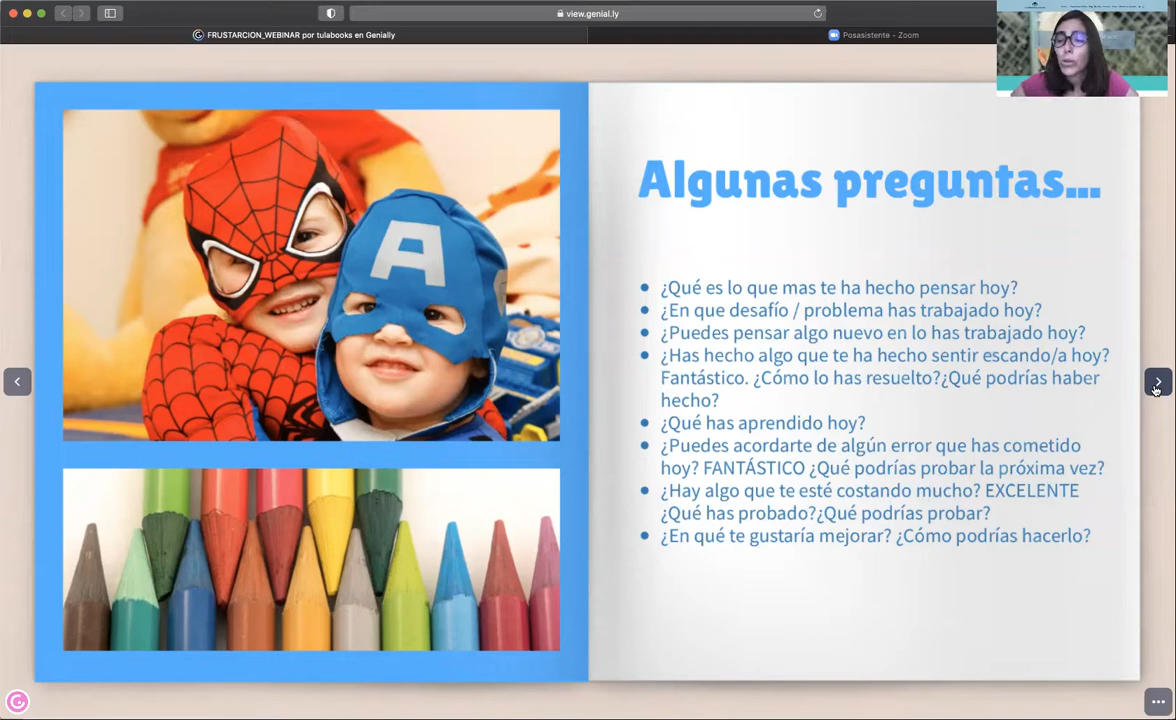 view.genial.ly
FRUSTARCION_WEBINAR por tulabooks en Genially
Posasistente - Zoom
A
Algunas preguntas...
¿Qué es lo que mas te ha hecho pensar hoy?
¿En que desafío / problema has trabajado hoy?
¿Puedes pensar algo nuevo en lo has trabajado hoy?
¿Has hecho algo que te ha hecho sentir escando/a hoy?
Fantástico. ¿Cómo lo has resuelto?¿Qué podrías haber
hecho?
¿Qué has aprendido hoy?
¿Puedes acordarte de algún error que has cometido
hoy? FANTÁSTICO ¿Qué podrías probar la próxima vez?
¿Hay algo que te esté costando mucho? EXCELENTE
¿Qué has probado?¿Qué podrías probar?
¿En qué te gustaría mejorar? ¿Cómo podrías hacerlo?